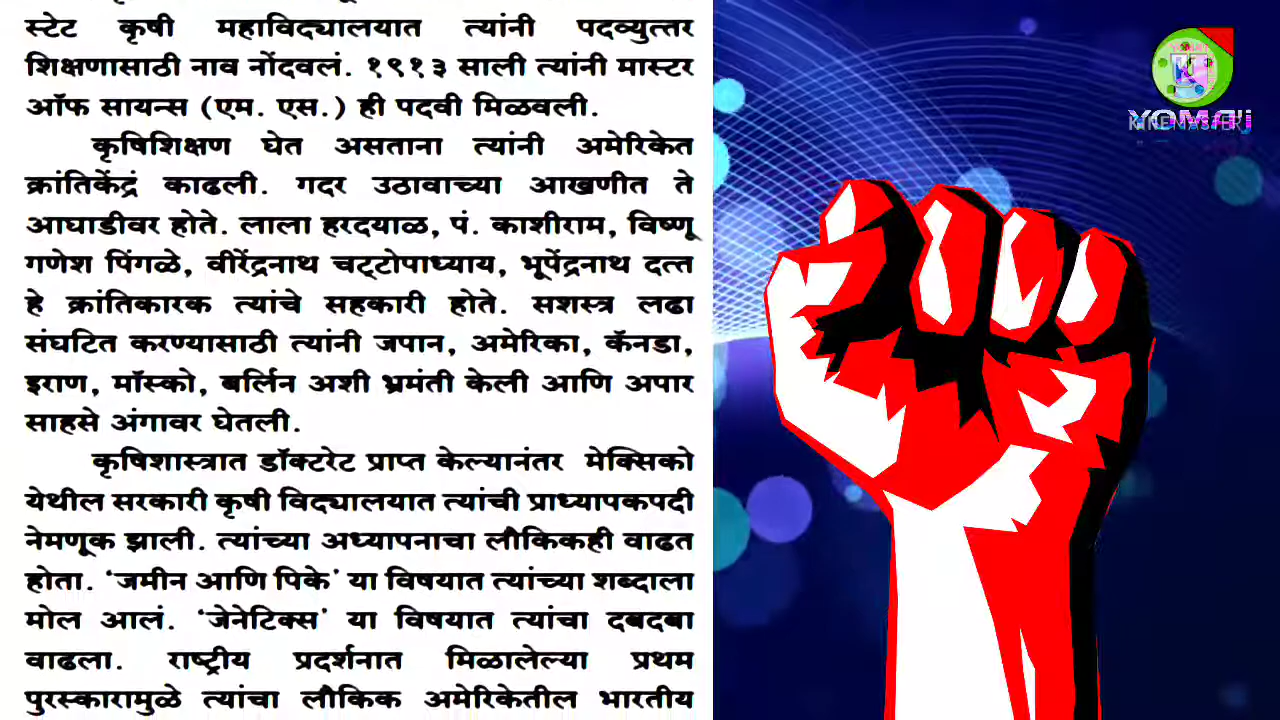 स्टेट कृषी महाविद्यालयात त्यांनी पदव्युत्तर
शिक्षणासाठी नाव नोंदवलं. १९१३ साली त्यांनी मास्टर
ऑफ सायन्स (एम. एस.) ही पदवी मिळवली.
कृषिशिक्षण घेत असताना त्यांनी अमेरिकेत
क्रांतिकेंद्रं काढली. गदर उठावाच्या आखणीत ते
आघाडीवर होते. लाला हरदयाळ, पं. काशीराम, विष्णू
गणेश पिंगळे, वीरेंद्रनाथ चट्टोपाध्याय, भूपेंद्रनाथ दत्त
हे क्रांतिकारक त्यांचे सहकारी होते. सशस्त्र लढा
संघटित करण्यासाठी त्यांनी जपान, अमेरिका, कॅनडा,
इराण, मॉस्को, बर्लिन अशी भ्रमंती केली आणि अपार
साहसे अंगावर घेतली.
कृषिशास्त्रात डॉक्टरेट प्राप्त केल्यानंतर मेक्सिको
येथील सरकारी कृषी विद्यालयात त्यांची प्राध्यापकपदी
नेमणूक झाली. त्यांच्या अध्यापनाचा लौकिकही वाढत
होता. ‘जमीन आणि पिके’ या विषयात त्यांच्या शब्दाला
मोल आलं. ‘जेनेटिक्स’ या विषयात त्यांचा दबदबा
वाढला. राष्ट्रीय प्रदर्शनात मिळालेल्या प्रथम
पुरस्कारामुळे त्यांचा लौकिक अमेरिकेतील भारतीय